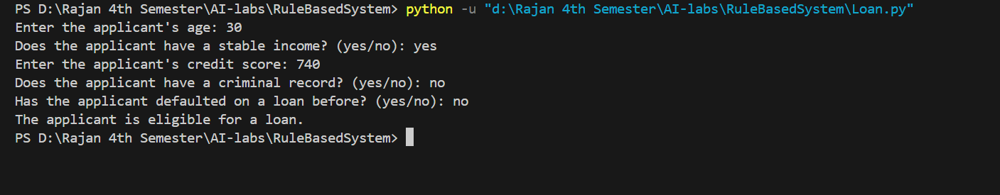 PS D:\Rajan 4th Semester\AI-labs\RuleBasedSystem> python -u "d:\Rajan 4th Semester\AI-labs\RuleBasedSystem\Loan.py"
Enter the applicant's age: 30
Does the applicant have a stable income? (yes/no): yes
Enter the applicant's credit score: 740
Does the applicant have a criminal record? (yes/no): no
Has the applicant defaulted on a loan before? (yes/no): no
The applicant is eligible for a loan.
PS D:\Rajan 4th Semester\AI-labs\RuleBasedSystem>